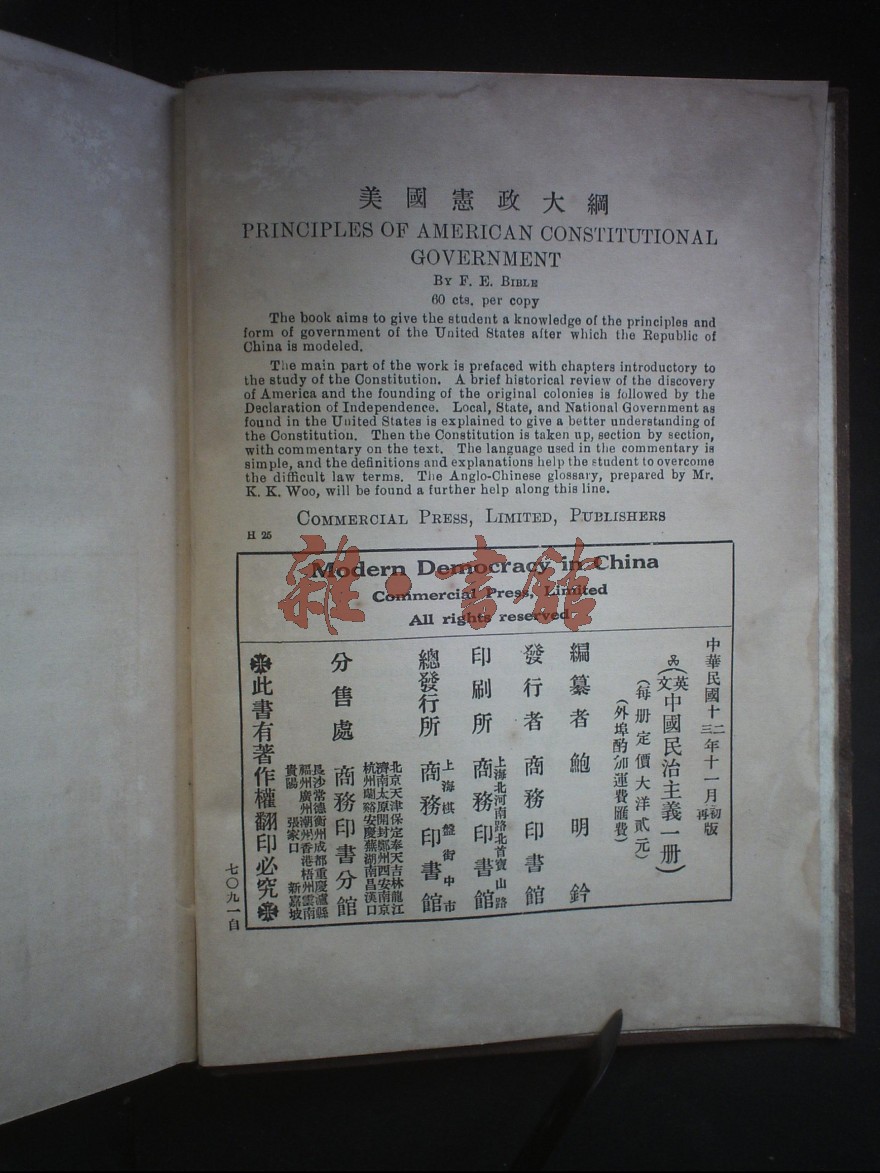 美國憲政大綱
PRINCIPLES OF AMERICAN CONSTITUTIONAL
GOVERNMENT
BY F. E. BIBLE
60 cts. per copy
The book aims to give the student a knowledge of the principles and
form of government of the United States after which the Republic of
China is modeled.
The main part of the work is prefaced with chapters introductory to
the study of the Constitution. A brief historical review of the discovery
of America and the founding of the original colonies is followed by the
Declaration of Independence. Local, State, and National Government as
found in the United States is explained to give a better understanding of
the Constitution. Then the Constitution is taken up, section by section,
with commentary on the text. The language used in the commentary is
simple, and the definitions and explanations help the student to overcome
the difficult law terms. The Anglo-Chinese glossary, prepared by Mr.
K. K. Woo, will be found a further help along this line.
COMMERCIAL PRESS, LIMITED, PUBLISHERS
H 25
Modern Democracy in China
Commercial Press, Limited
All rights reserved
雜·書館
中華民國十二三年十一月初再版
(英文中國民治主義一册)
(每册定價大洋貳元)
(外埠酌加運費匯費)
編纂者 鮑明鈐
發行者 商務印書館
上海北河南路北首寶山路
印刷所 商務印書館
上海棋盤街中市
總發行所 商務印書館
北京天津保定奉天吉林龍江
濟南太原開封鄭州西安南京
杭州蘭谿安慶蕪湖南昌漢口
分售處 商務印書分館
長沙常德衡州成都重慶瀘縣
福州廣州潮州香港梧州雲南
貴陽 張家口 新嘉坡
此書有著作權翻印必究
七〇九一自